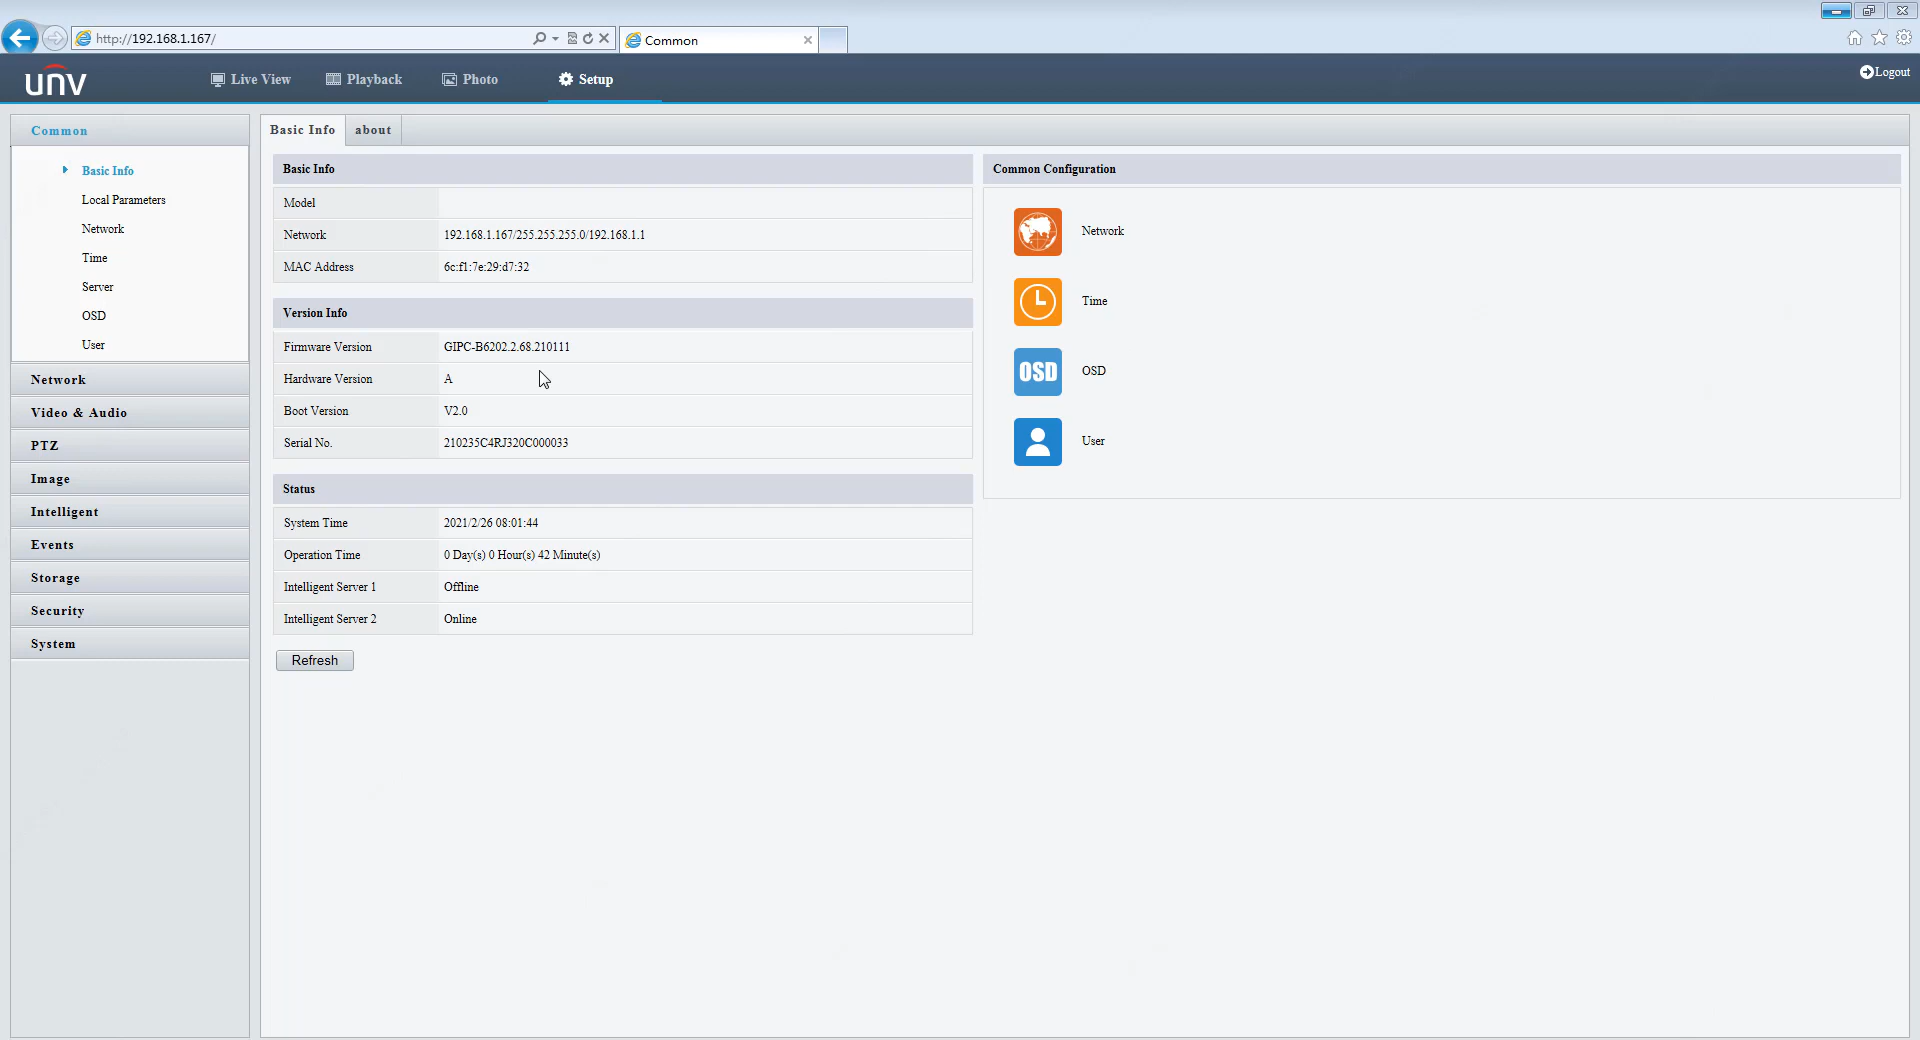 http://192.168.1.167/
Common
unv
Live View
Playback
Photo
Setup
Logout
Common
Basic Info
Local Parameters
Network
Time
Server
OSD
User
Network
Video & Audio
PTZ
Image
Intelligent
Events
Storage
Security
System
Basic Info
about
Basic Info
Model
Network 192.168.1.167/255.255.255.0/192.168.1.1
MAC Address 6c:f1:7e:29:d7:32
Version Info
Firmware Version GIPC-B6202.2.68.210111
Hardware Version A
Boot Version V2.0
Serial No. 210235C4RJ320C000033
Status
System Time 2021/2/26 08:01:44
Operation Time 0 Day(s) 0 Hour(s) 42 Minute(s)
Intelligent Server 1 Offline
Intelligent Server 2 Online
Refresh
Common Configuration
Network
Time
OSD OSD
User